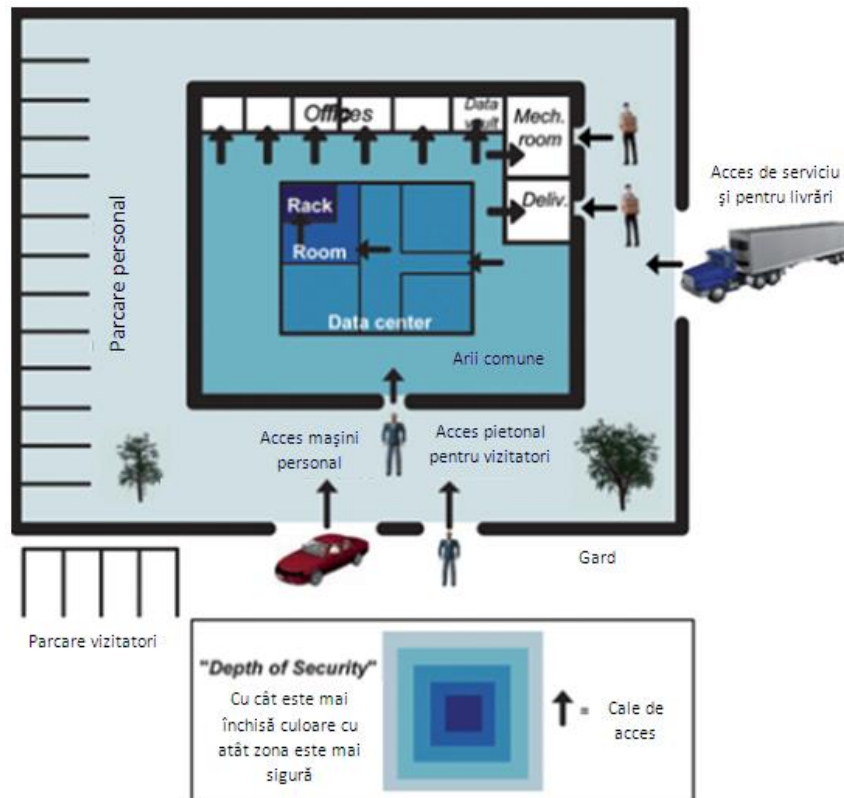 Offices
Data
vault
Mech.
room
Deliv.
Acces de serviciu
şi pentru livrări
Parcare personal
Rack
Room
Data center
Arii comune
Acces maşini
personal
Acces pietonal
pentru vizitatori
Gard
Parcare vizitatori
"Depth of Security"
Cu cât este mai
închisă culoare cu
atât zona este mai
sigură
=
Cale de
acces